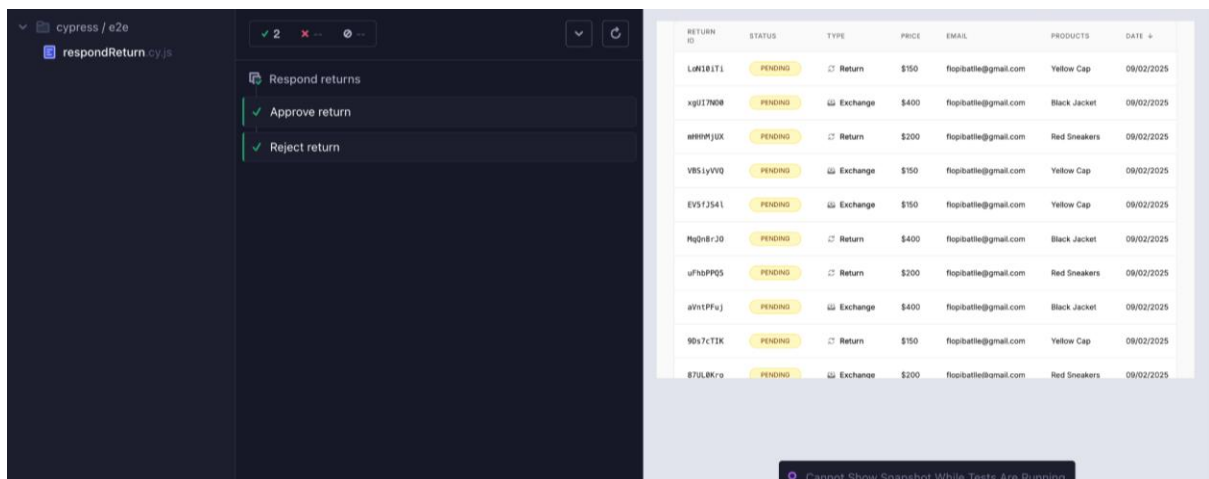 cypress / e2e
respondReturn.cy.js
✓ 2 × -- ⊘ --
Respond returns
✓ Approve return
✓ Reject return
RETURN ID STATUS TYPE PRICE EMAIL PRODUCTS DATE ↓
PENDING Return $150 flopibatlle@gmail.com Yellow Cap 09/02/2025
xgUI7ND0 PENDING Exchange $400 flopibatlle@gmail.com Black Jacket 09/02/2025
PENDING Return $200 flopibatlle@gmail.com Red Sneakers 09/02/2025
VBSiyVVQ PENDING Exchange $150 flopibatlle@gmail.com Yellow Cap 09/02/2025
EVSfJS4l PENDING Exchange $150 flopibatlle@gmail.com Yellow Cap 09/02/2025
MqQnBrJ0 PENDING Return $400 flopibatlle@gmail.com Black Jacket 09/02/2025
uFhbPPQS PENDING Return $200 flopibatlle@gmail.com Red Sneakers 09/02/2025
aVntPFuj PENDING Exchange $400 flopibatlle@gmail.com Black Jacket 09/02/2025
9Ds7cTIK PENDING Return $150 flopibatlle@gmail.com Yellow Cap 09/02/2025
87UL0Kro PENDING Exchange $200 flopibatlle@gmail.com Red Sneakers 09/02/2025
Cannot Show Snapshot While Tests Are Running